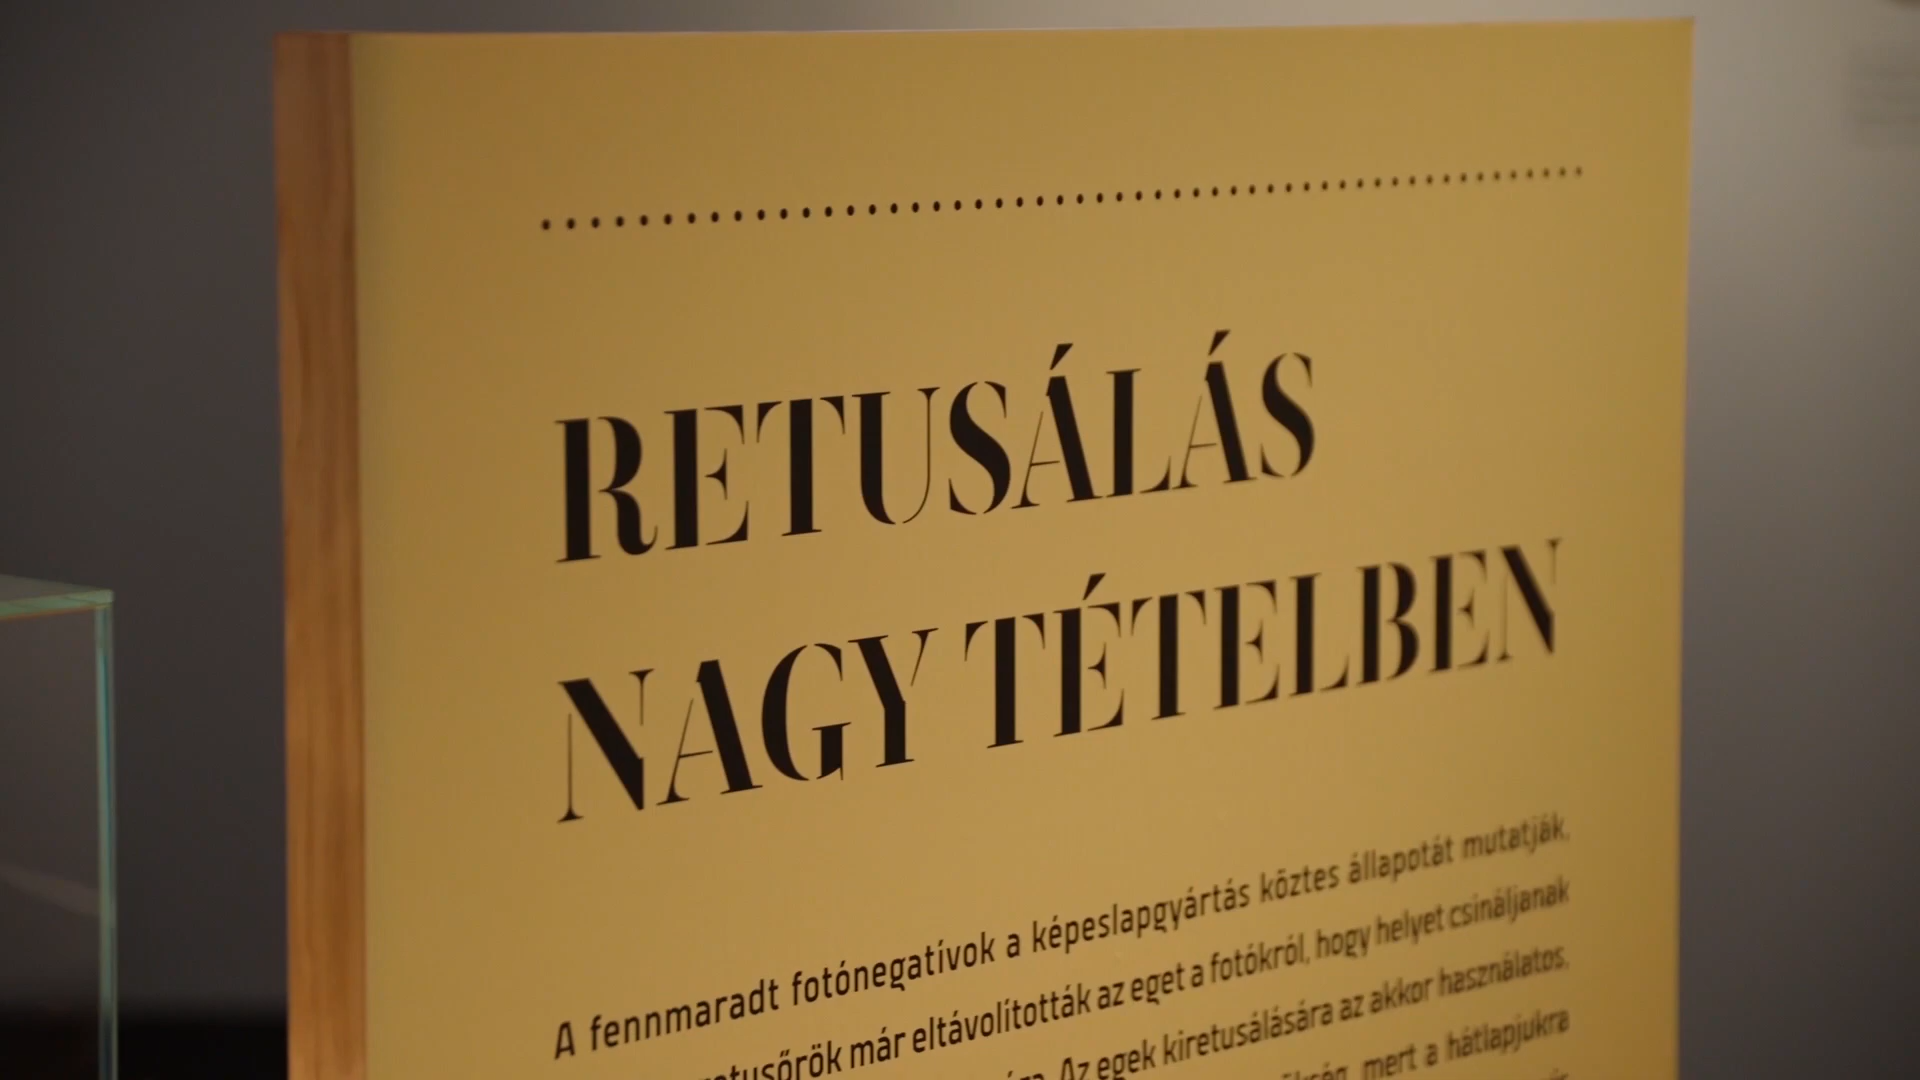 RETUSÁLÁS
NAGY TÉTELBEN
A fennmaradt fotónegatívok a képeslapgyártás köztes állapotát mutatják,
már eltávolították az eget a fotókról, hogy helyet csináljanak
Az egek kiretusálására az akkor használatos,
mert a hátlapjukra